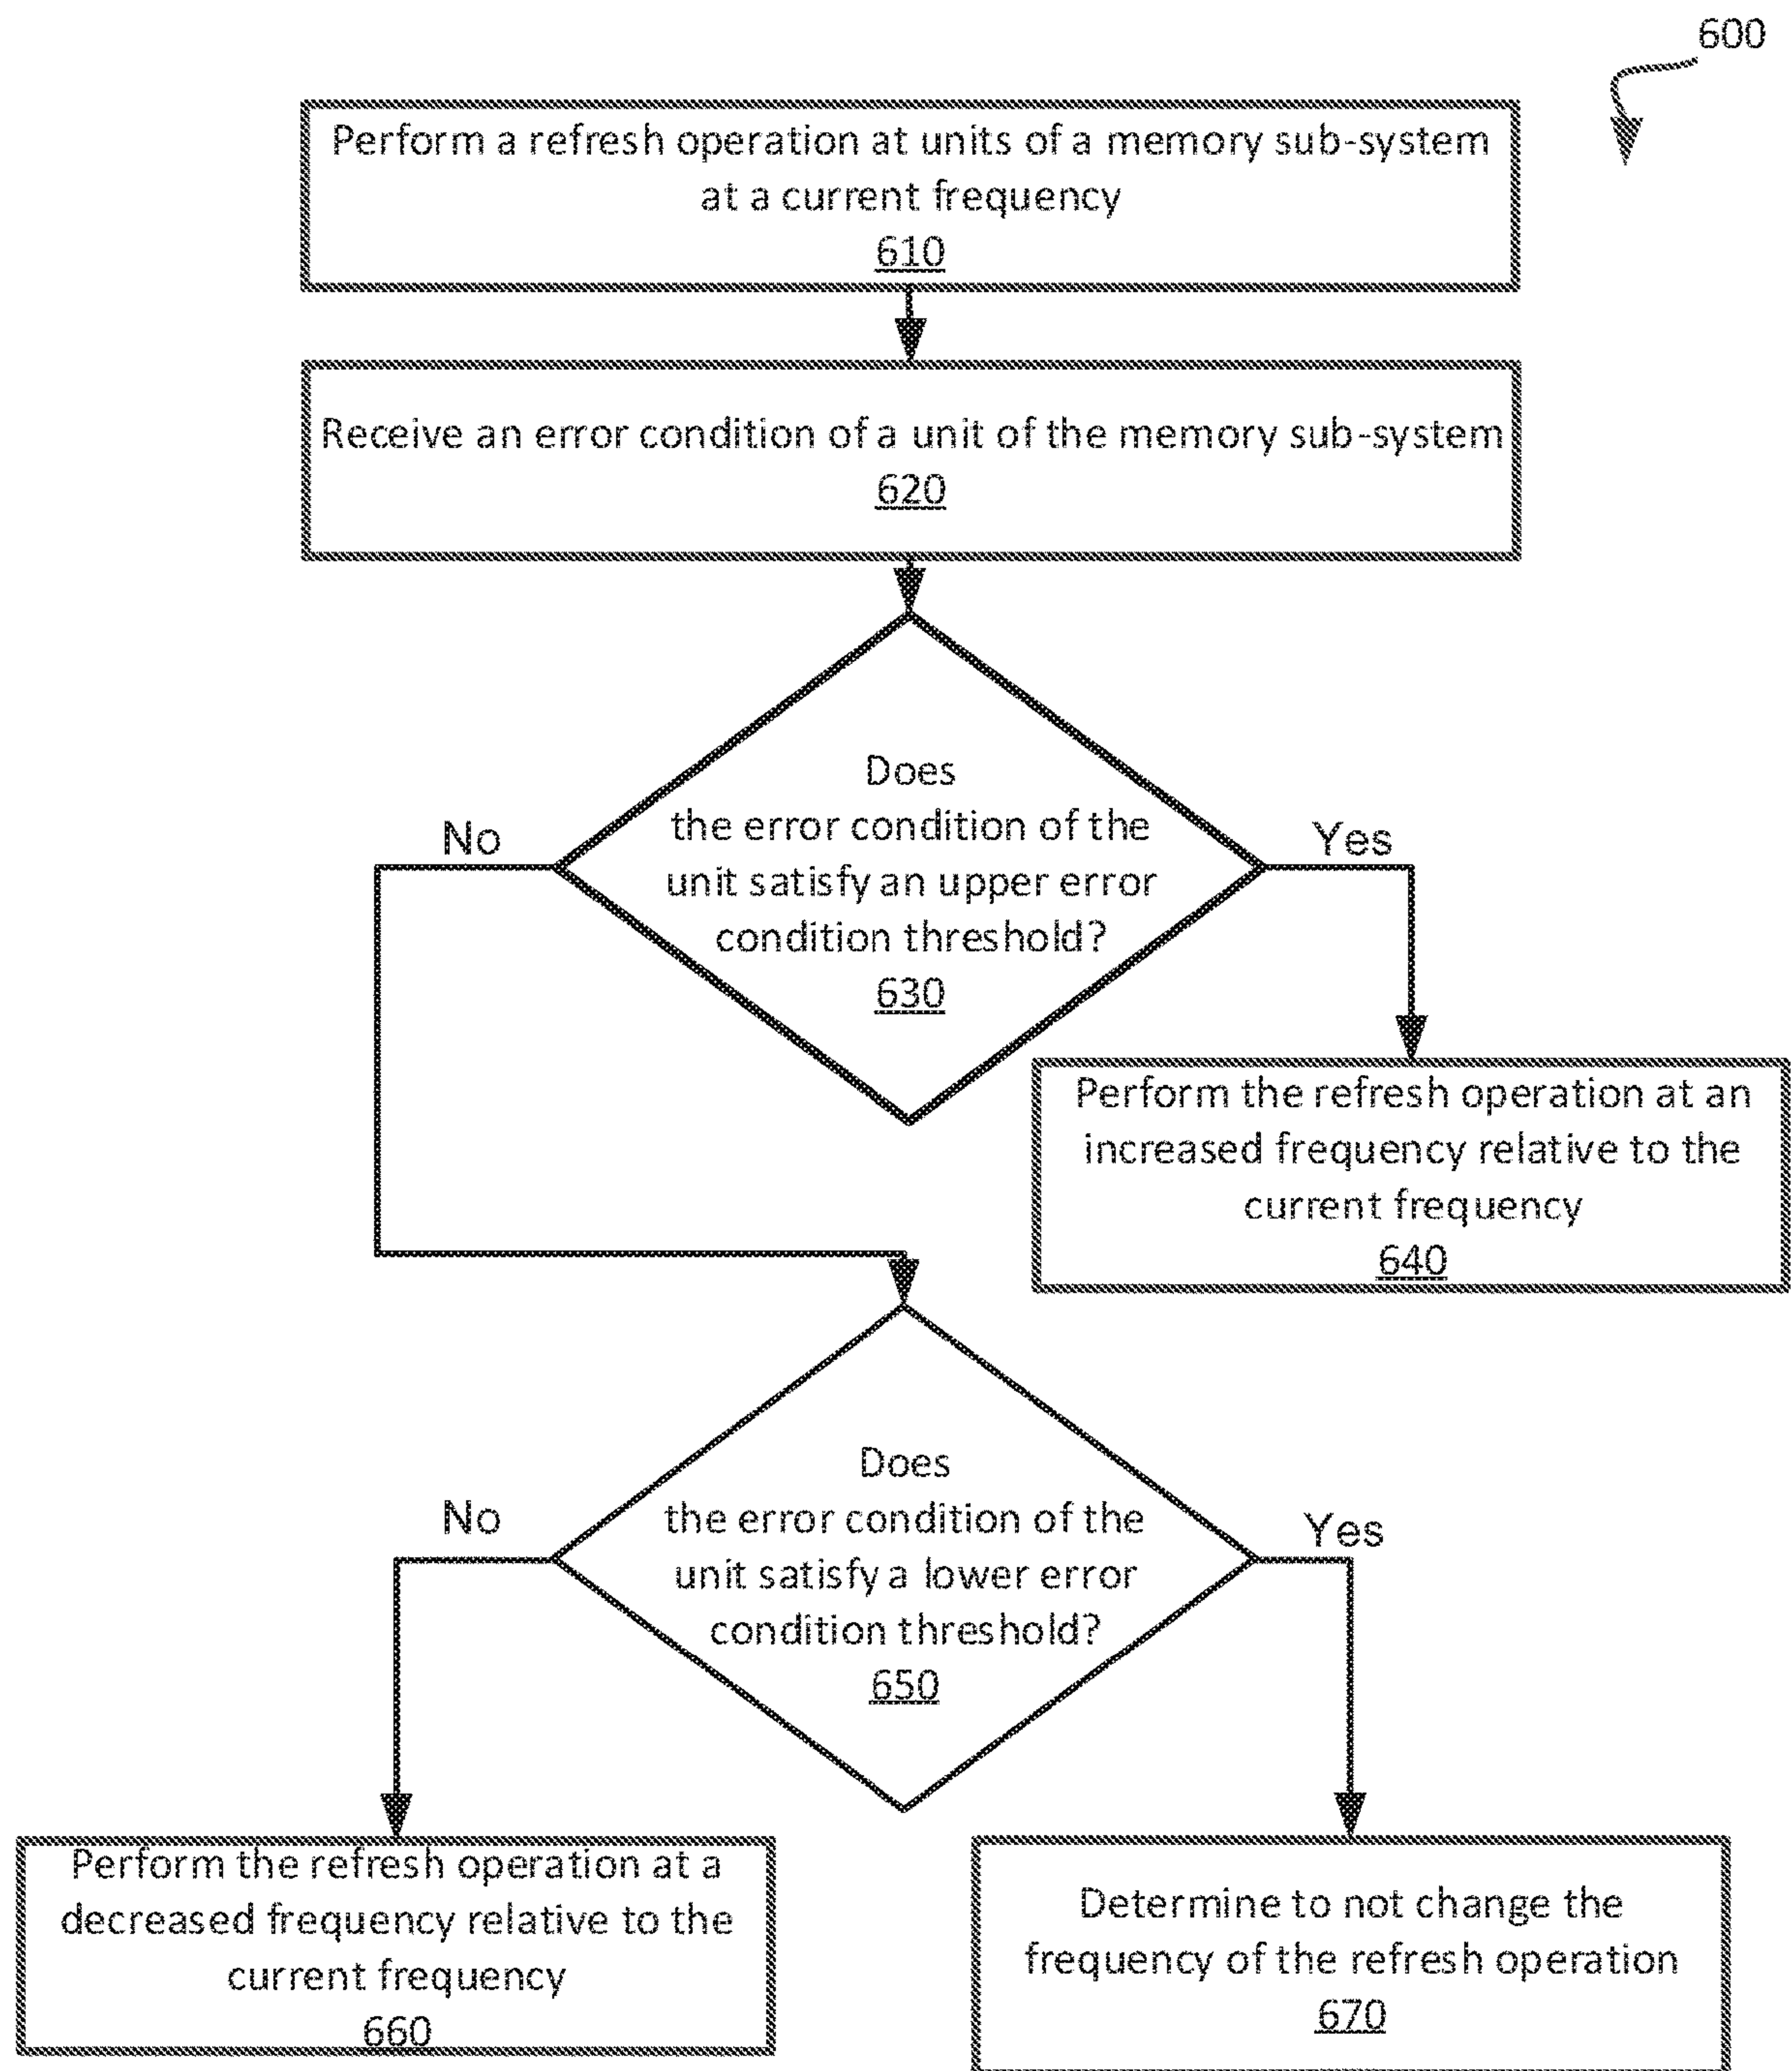 600
Perform a refresh operation at units of a memory sub-system
at a current frequency
610
Receive an error condition of a unit of the memory sub-system
620
Does
the error condition of the
unit satisfy an upper error
condition threshold?
630
No
Yes
Perform the refresh operation at an
increased frequency relative to the
current frequency
640
Does
the error condition of the
unit satisfy a lower error
condition threshold?
650
No
Yes
Perform the refresh operation at a
decreased frequency relative to the
current frequency
660
Determine to not change the
frequency of the refresh operation
670